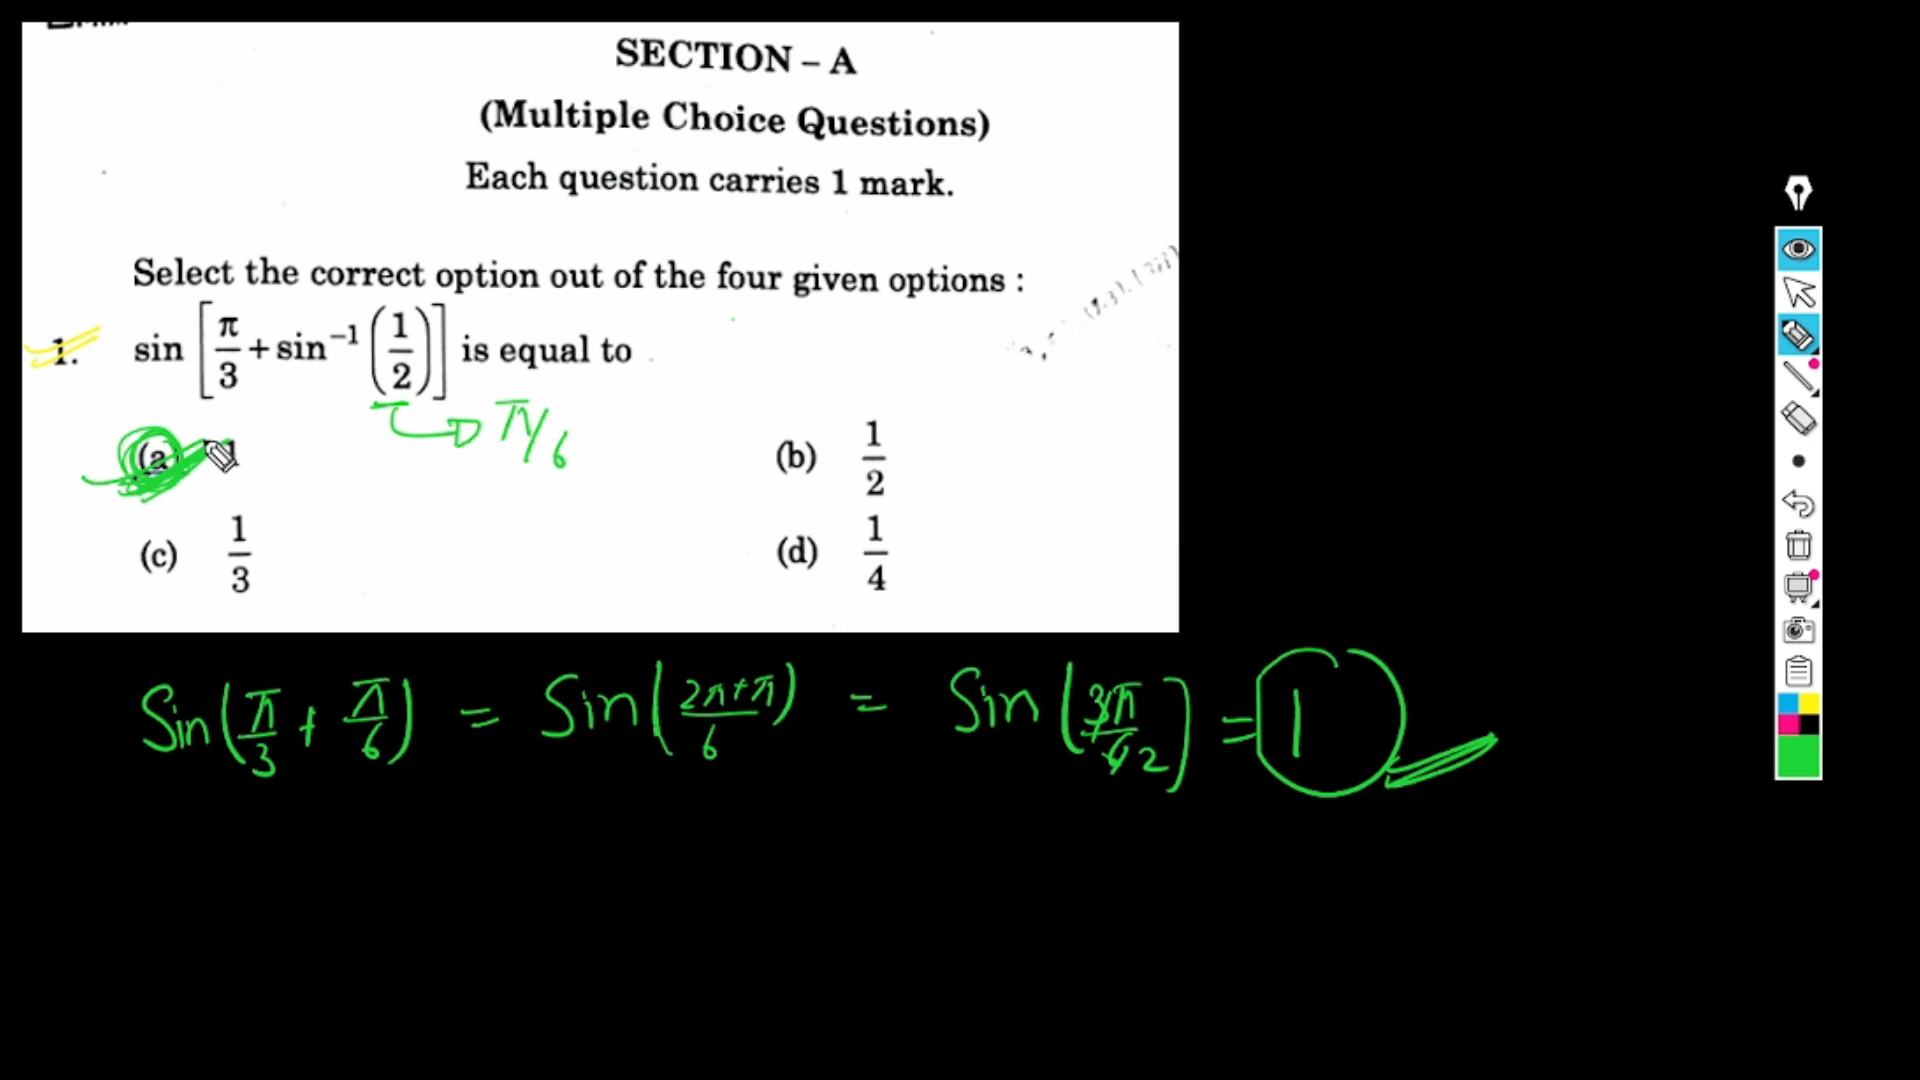 SECTION – A
(Multiple Choice Questions)
Each question carries 1 mark.
Select the correct option out of the four given options :
1. sin [π/3 + sin⁻¹ (1/2)] is equal to
π/6
(a) 1
(b) 1/2
(c) 1/3
(d) 1/4
Sin(π/3 + π/6) = Sin(2π+π/6) = Sin(3π/62) = 1